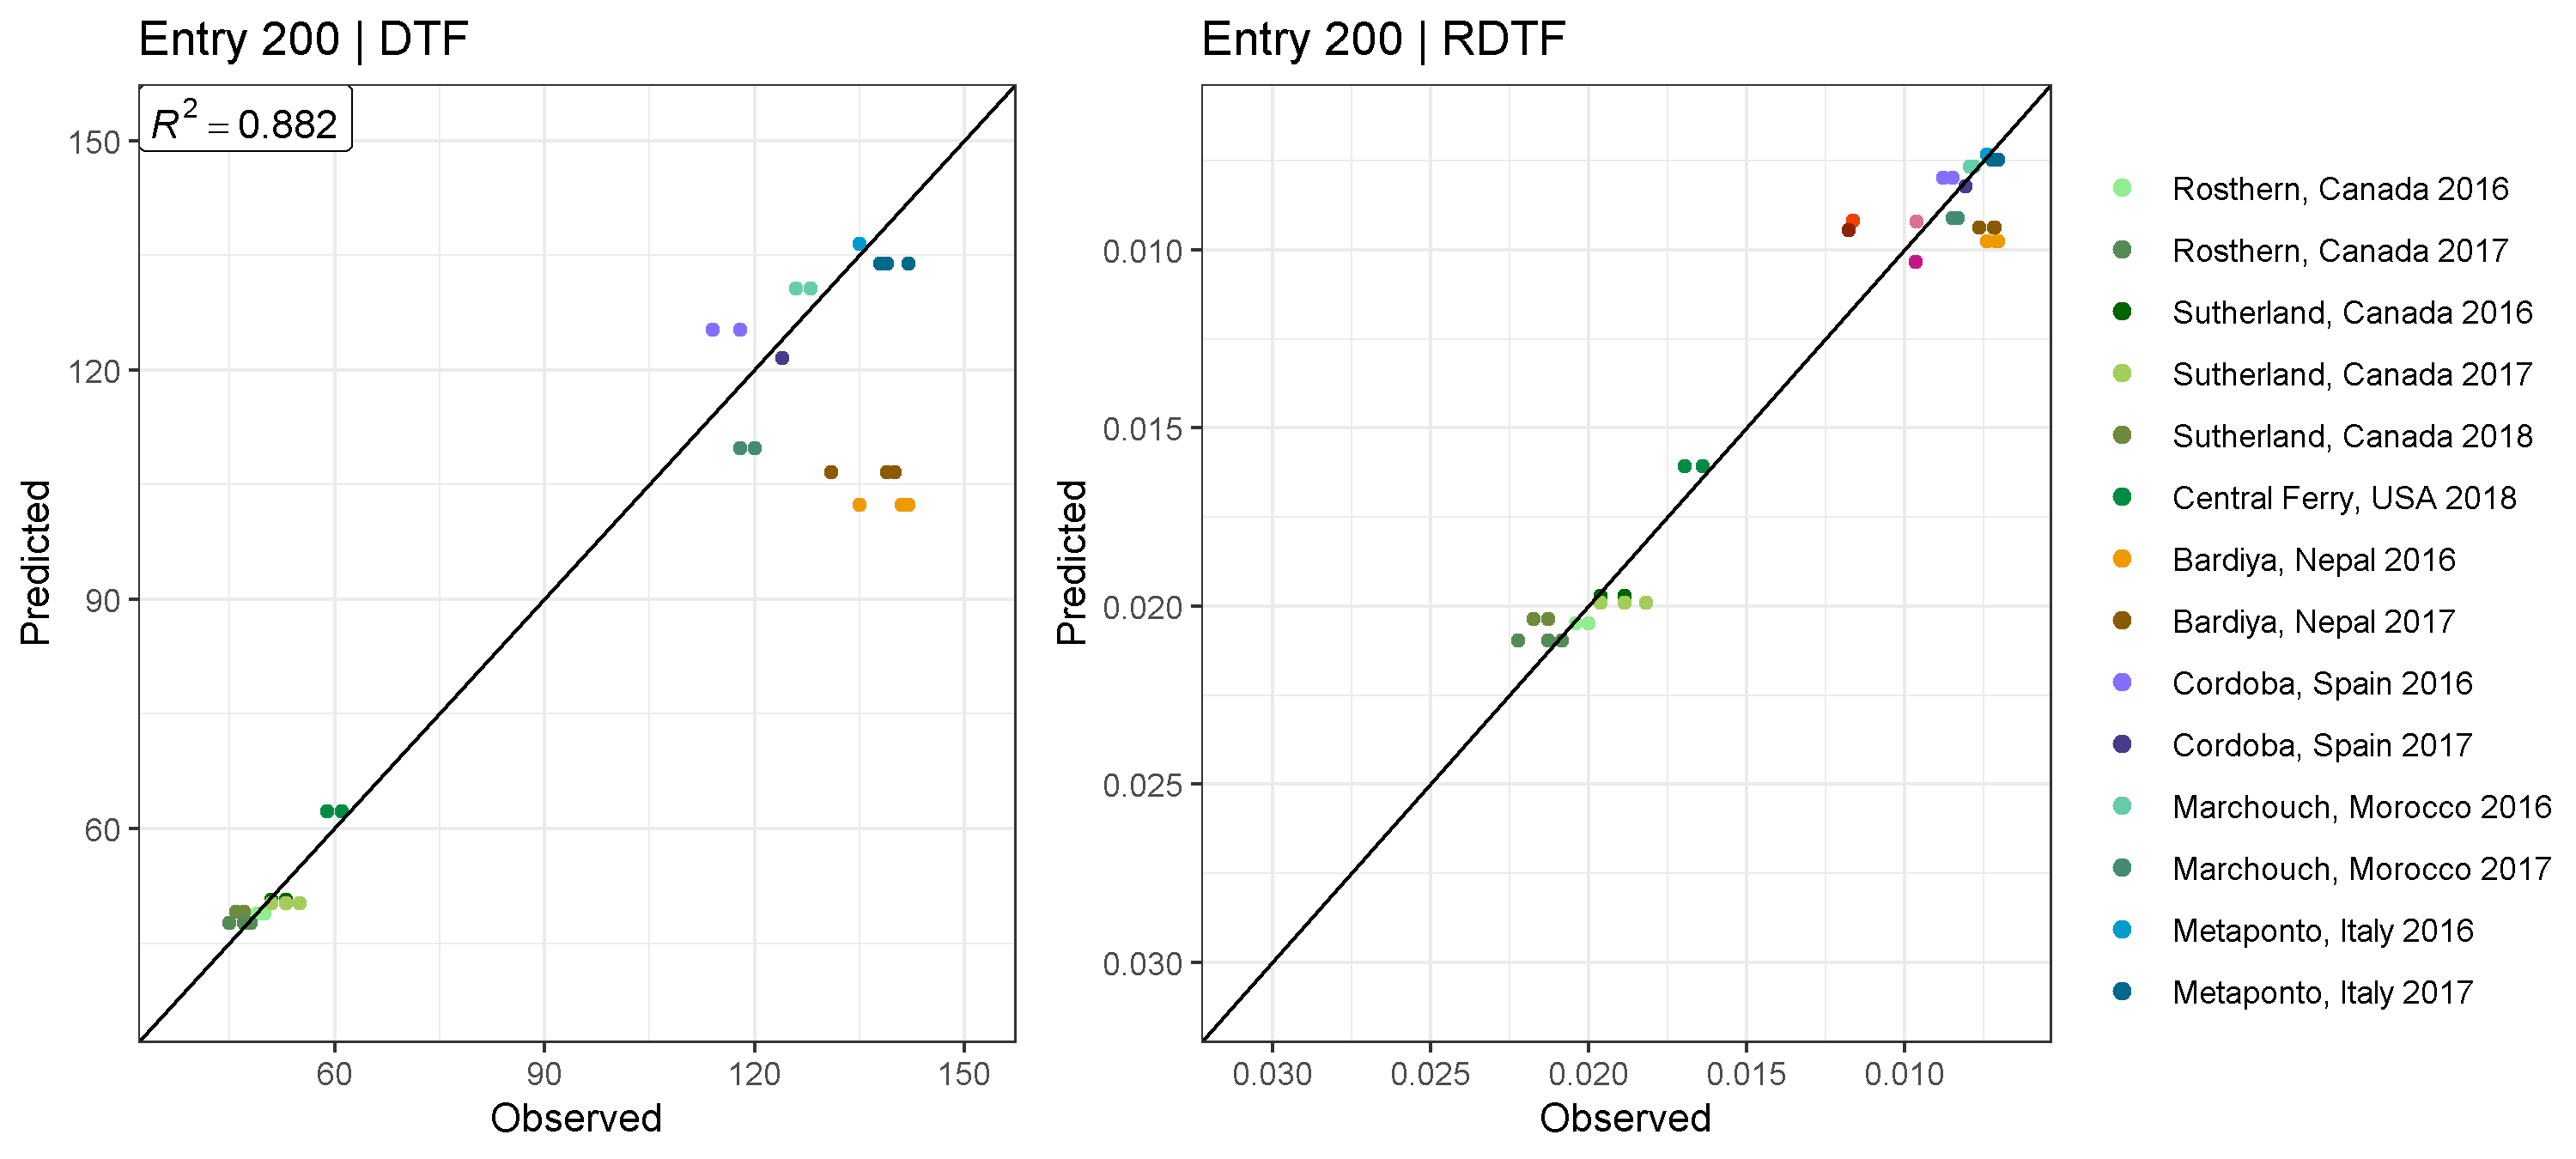 Entry 200 | DTF
R² = 0.882
150
120
90
60
Predicted
60 90 120 150
Observed
Entry 200 | RDTF
0.010
0.015
0.020
0.025
0.030
Predicted
0.030 0.025 0.020 0.015 0.010
Observed
Rosthern, Canada 2016
Rosthern, Canada 2017
Sutherland, Canada 2016
Sutherland, Canada 2017
Sutherland, Canada 2018
Central Ferry, USA 2018
Bardiya, Nepal 2016
Bardiya, Nepal 2017
Cordoba, Spain 2016
Cordoba, Spain 2017
Marchouch, Morocco 2016
Marchouch, Morocco 2017
Metaponto, Italy 2016
Metaponto, Italy 2017